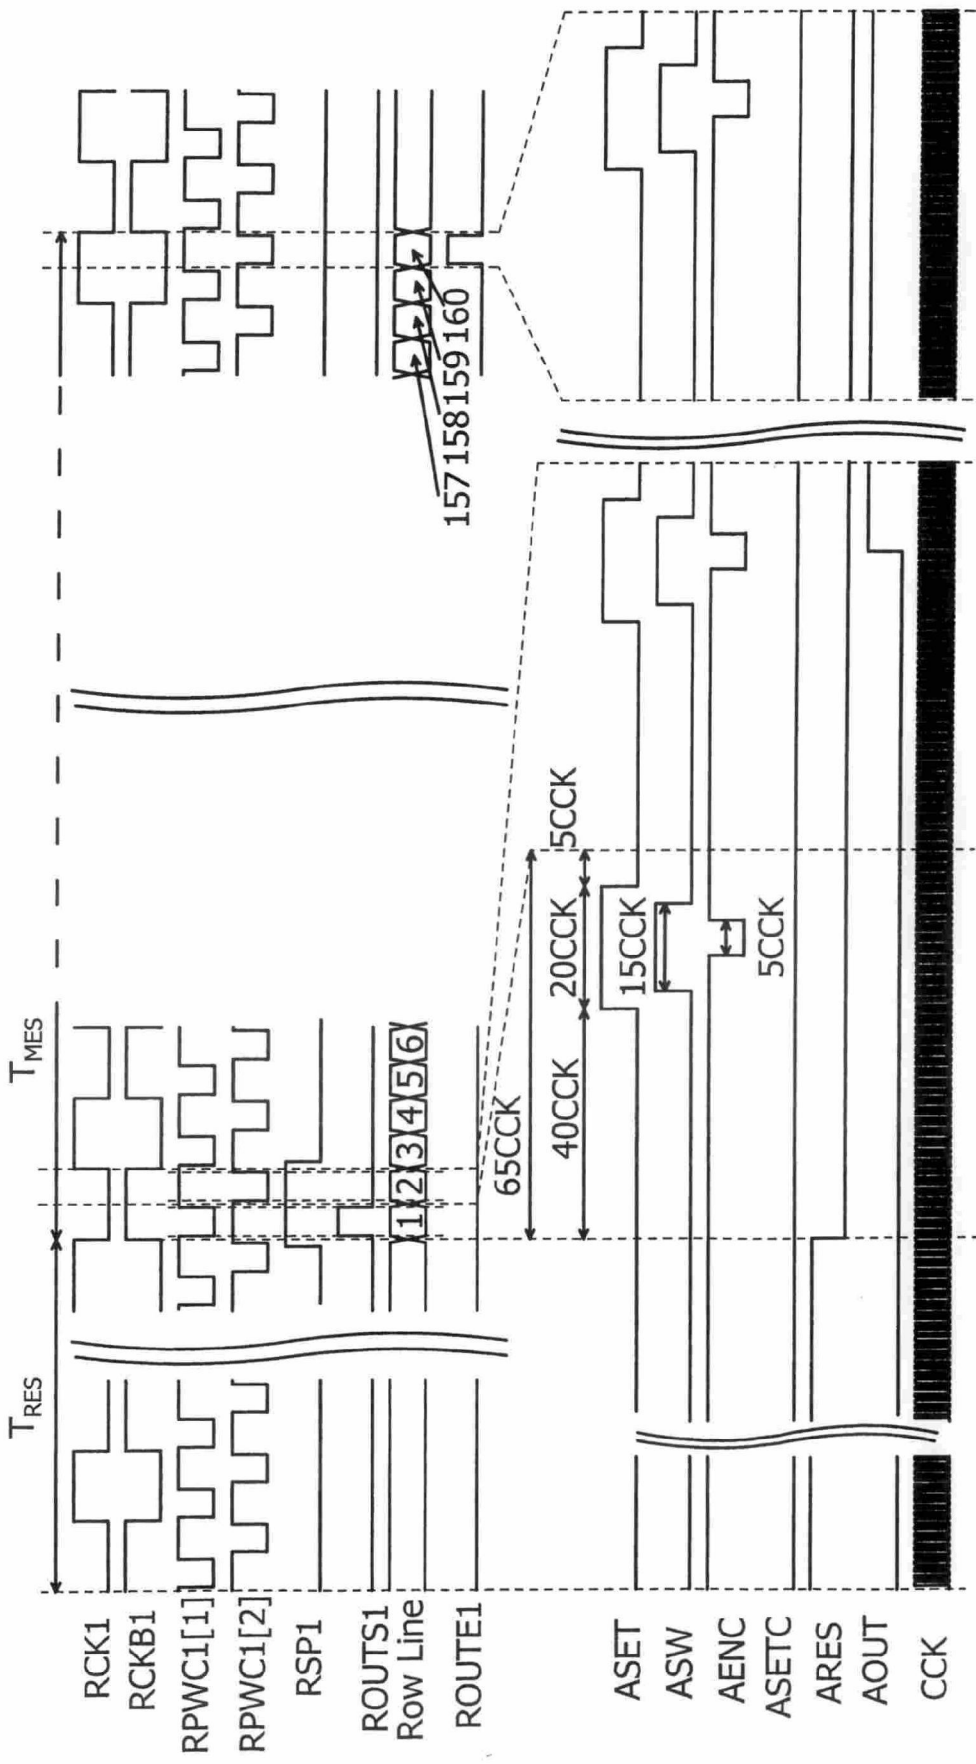 T_RES
T_MES
RCK1
RCKB1
RPWC1[1]
RPWC1[2]
RSP1
ROUTS1
Row Line
1 2 3 4 5 6
157 158 159 160
ROUTE1
65CCK
40CCK 20CCK 5CCK
15CCK
5CCK
ASET
ASW
AENC
ASETC
ARES
AOUT
CCK